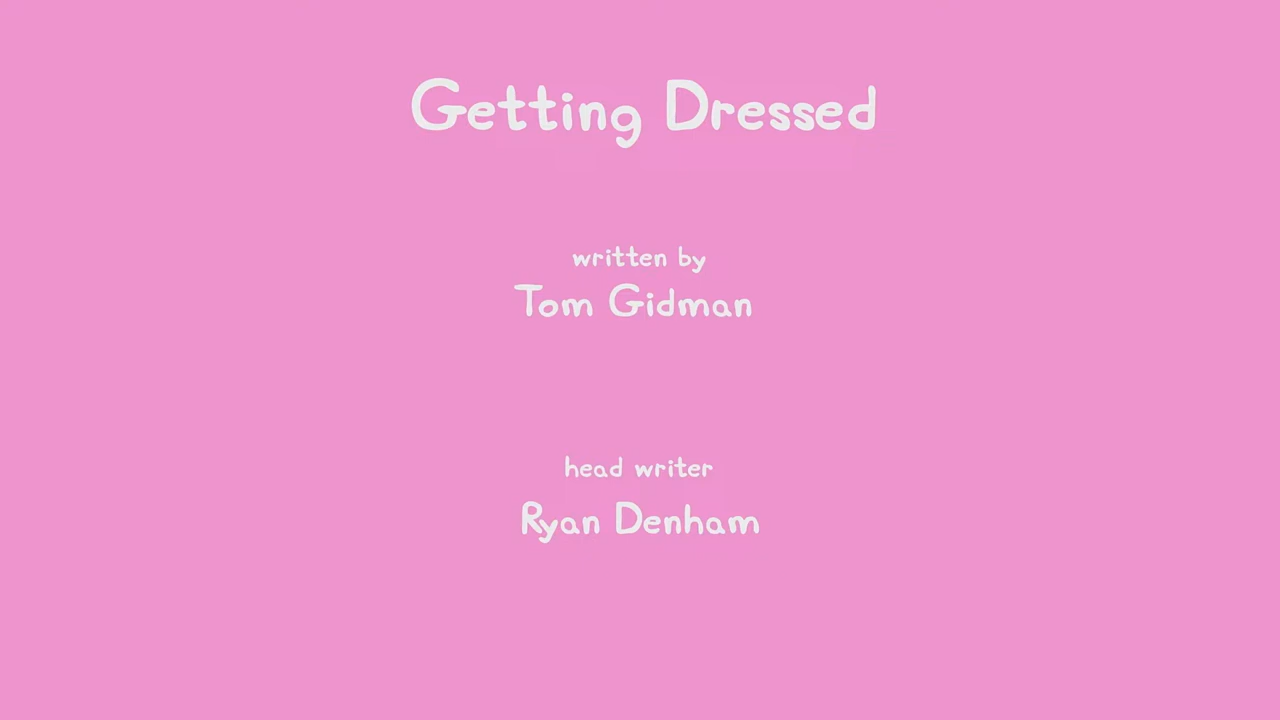 Getting Dressed
written by
Tom Gidman
head writer
Ryan Denham